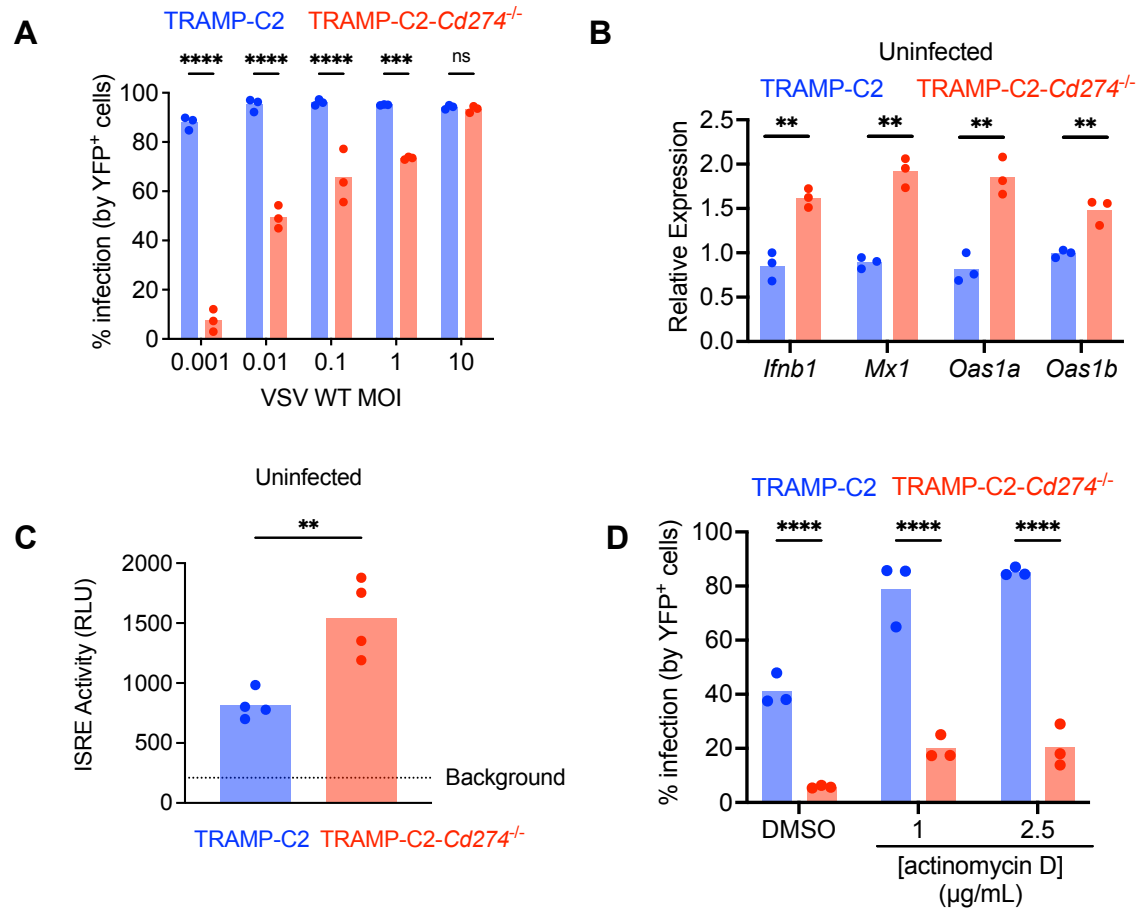 A
TRAMP-C2 TRAMP-C2-Cd274-/-
**** **** **** *** ns
% infection (by YFP+ cells)
100
80
60
40
20
0
0.001 0.01 0.1 1 10
VSV WT MOI
B
Uninfected
TRAMP-C2 TRAMP-C2-Cd274-/-
** ** ** **
Relative Expression
2.5
2.0
1.5
1.0
0.5
0.0
Ifnb1 Mx1 Oas1a Oas1b
C
Uninfected
**
ISRE Activity (RLU)
2000
1500
1000
500
0
Background
TRAMP-C2 TRAMP-C2-Cd274-/-
D
TRAMP-C2 TRAMP-C2-Cd274-/-
**** **** ****
% infection (by YFP+ cells)
100
80
60
40
20
0
DMSO 1 2.5
[actinomycin D]
(µg/mL)